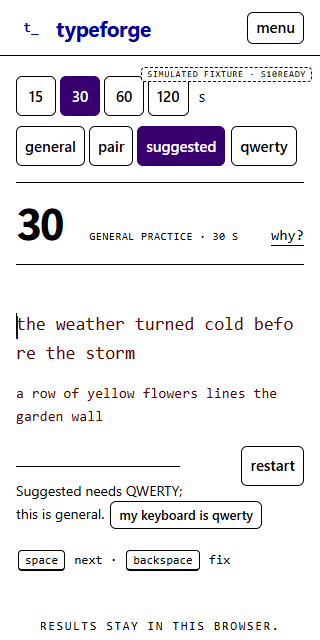 t_ typeforge menu
SIMULATED FIXTURE · S10READY
15 30 60 120 s
general pair suggested qwerty
30 GENERAL PRACTICE · 30 S why?
the weather turned cold befo
re the storm
a row of yellow flowers lines the
garden wall
restart
Suggested needs QWERTY;
this is general. my keyboard is qwerty
space next · backspace fix
RESULTS STAY IN THIS BROWSER.